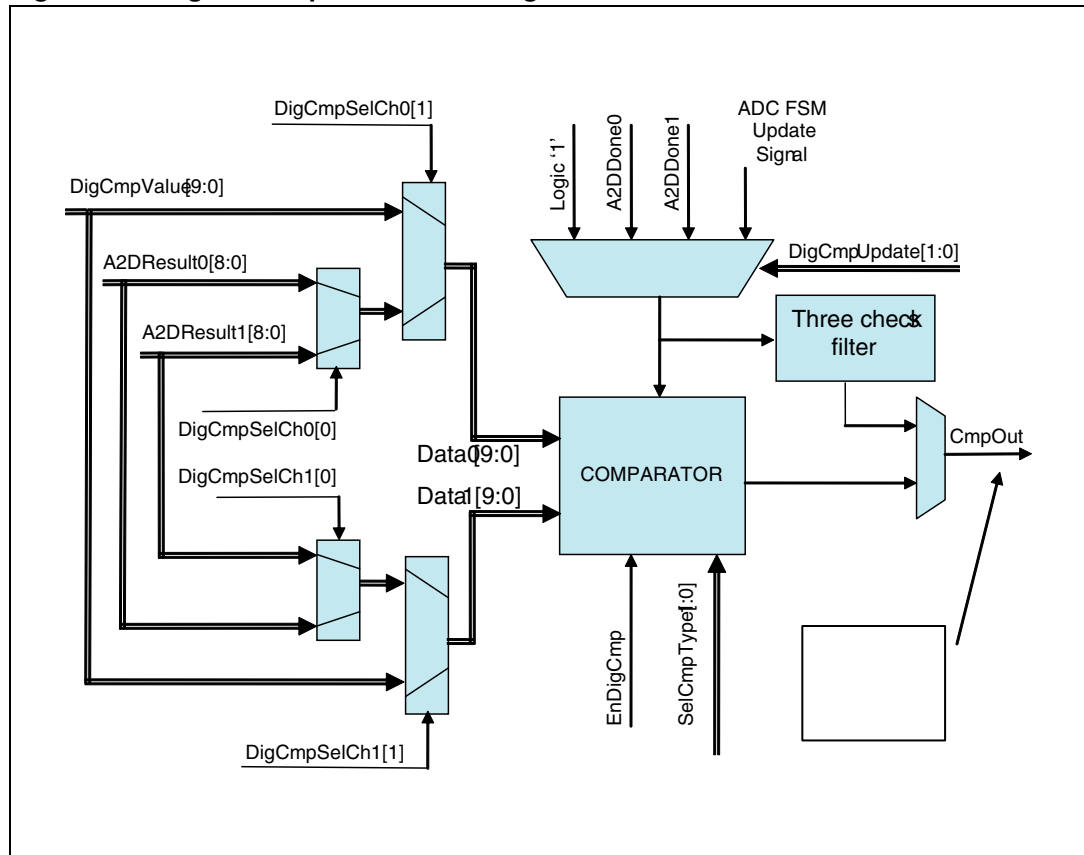 DigCmpSelCh0[1]
DigCmpValue[9:0]
A2DResult0[8:0]
A2DResult1[8:0]
DigCmpSelCh0[0]
DigCmpSelCh1[0]
DigCmpSelCh1[1]
Data0[9:0]
Data1[9:0]
Logic ‘1’
A2DDone0
A2DDone1
ADC FSM
Update
Signal
DigCmpUpdate[1:0]
Three checks
filter
COMPARATOR
CmpOut
EnDigCmp
SelCmpType[1:0]